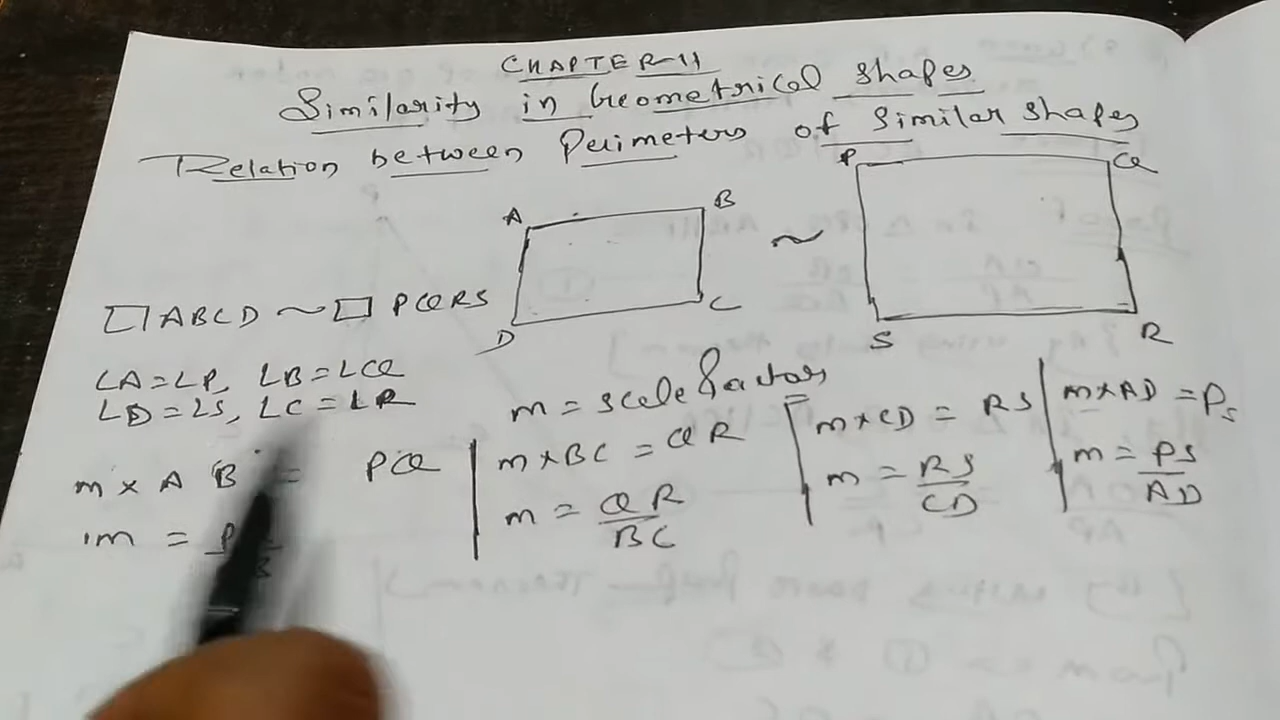 CHAPTER-11
Similarity in Geometrical shapes
Relation between Perimeters of Similar shapes
A B C D
P Q R S
~
□ ABCD ~ □ PQRS
∠A = ∠P, ∠B = ∠Q
∠D = ∠S, ∠C = ∠R
m = scale factor
m × AB = PQ
m =
m × BC = QR
m = QR/BC
m × CD = RS
m = RS/CD
m × AD = PS
m = PS/AD